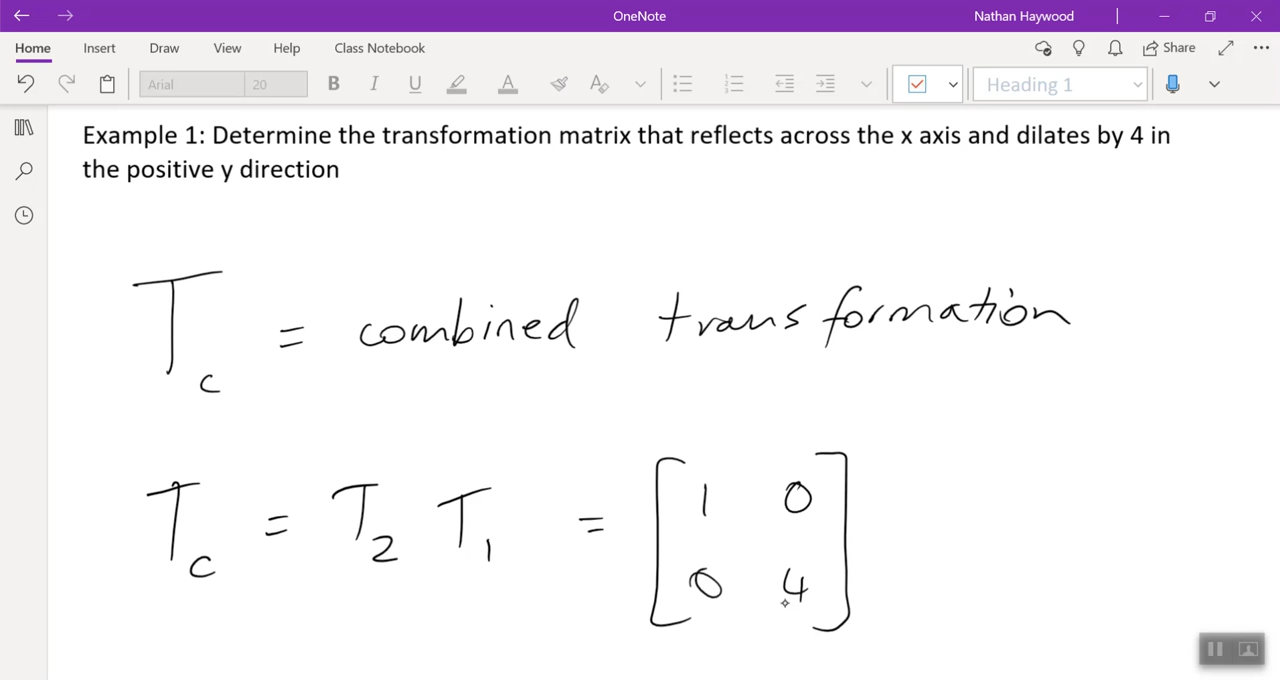 OneNote
Nathan Haywood
Home Insert Draw View Help Class Notebook
Share
Arial 20 B I U A A Heading 1
Example 1: Determine the transformation matrix that reflects across the x axis and dilates by 4 in
the positive y direction
T_c = combined transformation
T_c = T_2 T_1 = [1 0
0 4]